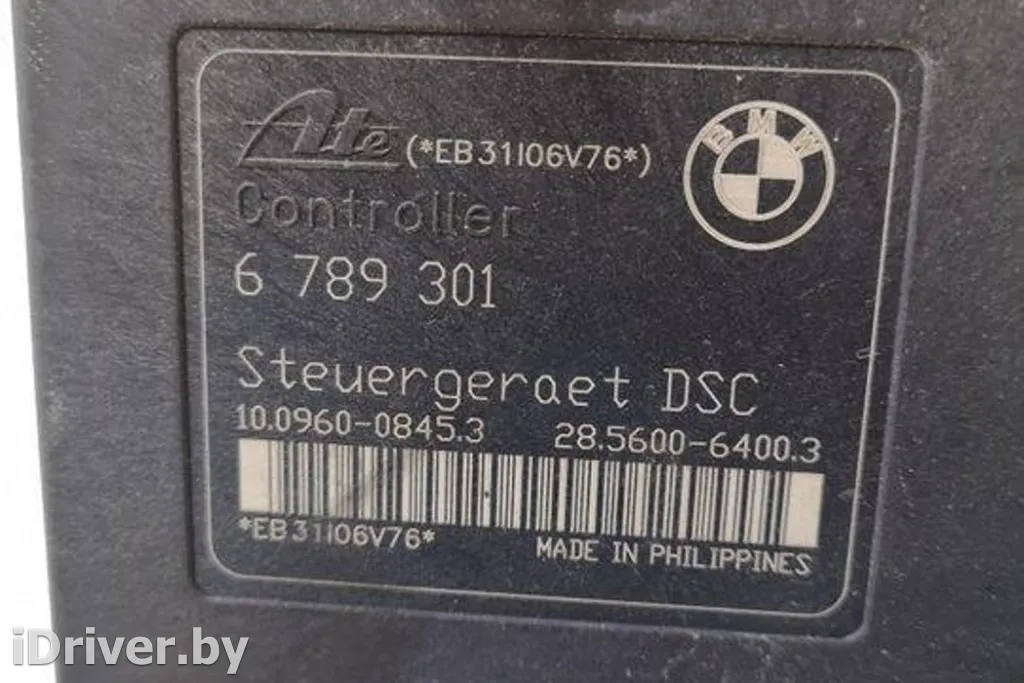 Ate (*EB31I06V76*)
BMW
Controller
6 789 301
Steuergeraet DSC
10.0960-0845.3 28.5600-6400.3
*EB31I06V76* MADE IN PHILIPPINES
iDriver.by